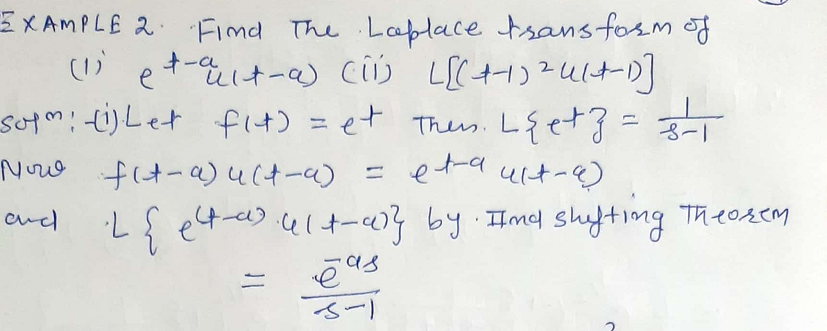 EXAMPLE 2. Find The Laplace transform of
(i) e^{t-a}u(t-a) (ii) L[(t-1)²u(t-1)]
Solⁿ: (i) Let f(t) = e^t Then. L{e^t} = 1/(s-1)
Now f(t-a)u(t-a) = e^{t-a} u(t-a)
and L{e^{(t-a)}.u(t-a)} by IInd shifting Theorem
= e^{-as}/(s-1)